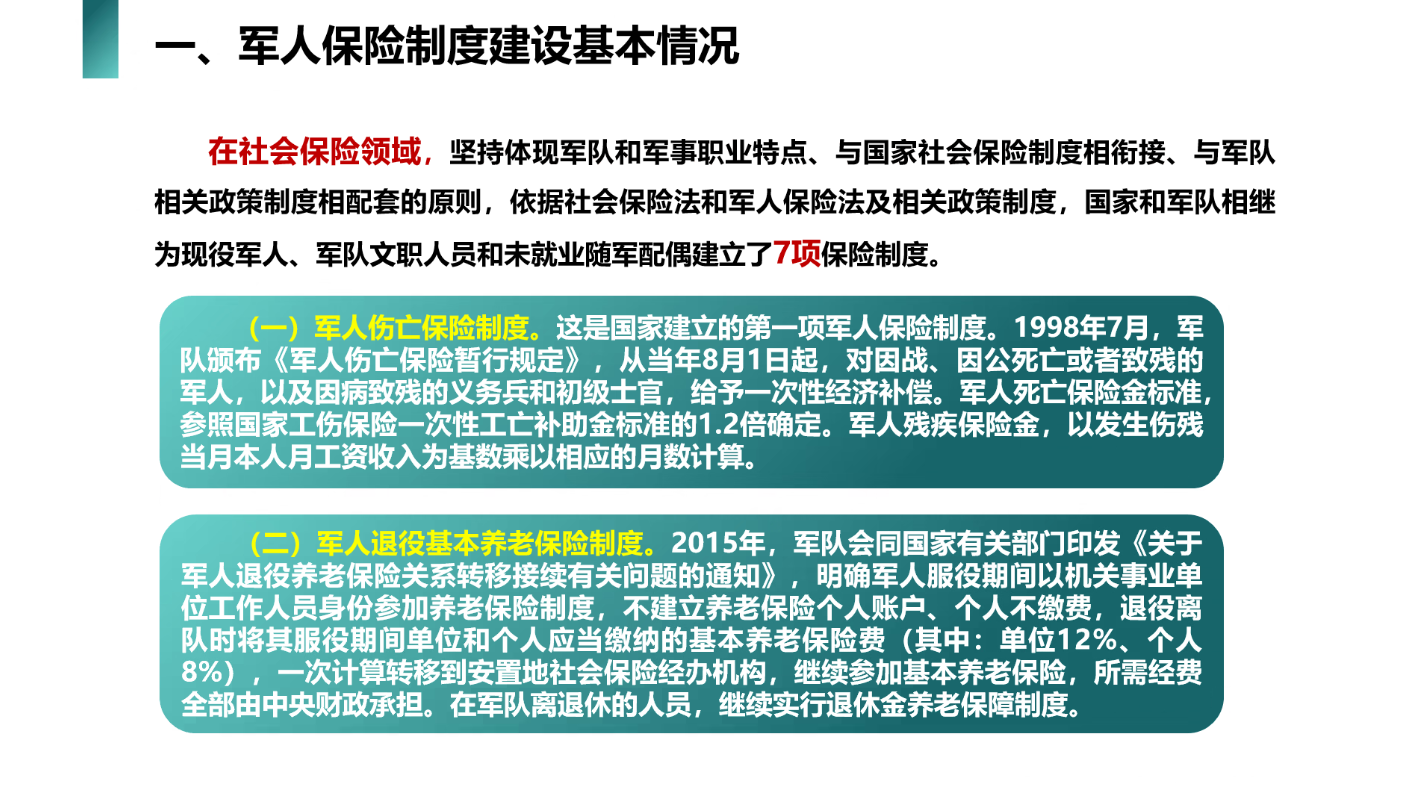 一、军人保险制度建设基本情况
在社会保险领域，坚持体现军队和军事职业特点、与国家社会保险制度相衔接、与军队
相关政策制度相配套的原则，依据社会保险法和军人保险法及相关政策制度，国家和军队相继
为现役军人、军队文职人员和未就业随军配偶建立了7项保险制度。
（一）军人伤亡保险制度。这是国家建立的第一项军人保险制度。1998年7月，军
队颁布《军人伤亡保险暂行规定》，从当年8月1日起，对因战、因公死亡或者致残的
军人，以及因病致残的义务兵和初级士官，给予一次性经济补偿。军人死亡保险金标准，
参照国家工伤保险一次性工亡补助金标准的1.2倍确定。军人残疾保险金，以发生伤残
当月本人月工资收入为基数乘以相应的月数计算。
（二）军人退役基本养老保险制度。2015年，军队会同国家有关部门印发《关于
军人退役养老保险关系转移接续有关问题的通知》，明确军人服役期间以机关事业单
位工作人员身份参加养老保险制度，不建立养老保险个人账户、个人不缴费，退役离
队时将其服役期间单位和个人应当缴纳的基本养老保险费（其中：单位12%、个人
8%），一次计算转移到安置地社会保险经办机构，继续参加基本养老保险，所需经费
全部由中央财政承担。在军队离退休的人员，继续实行退休金养老保障制度。